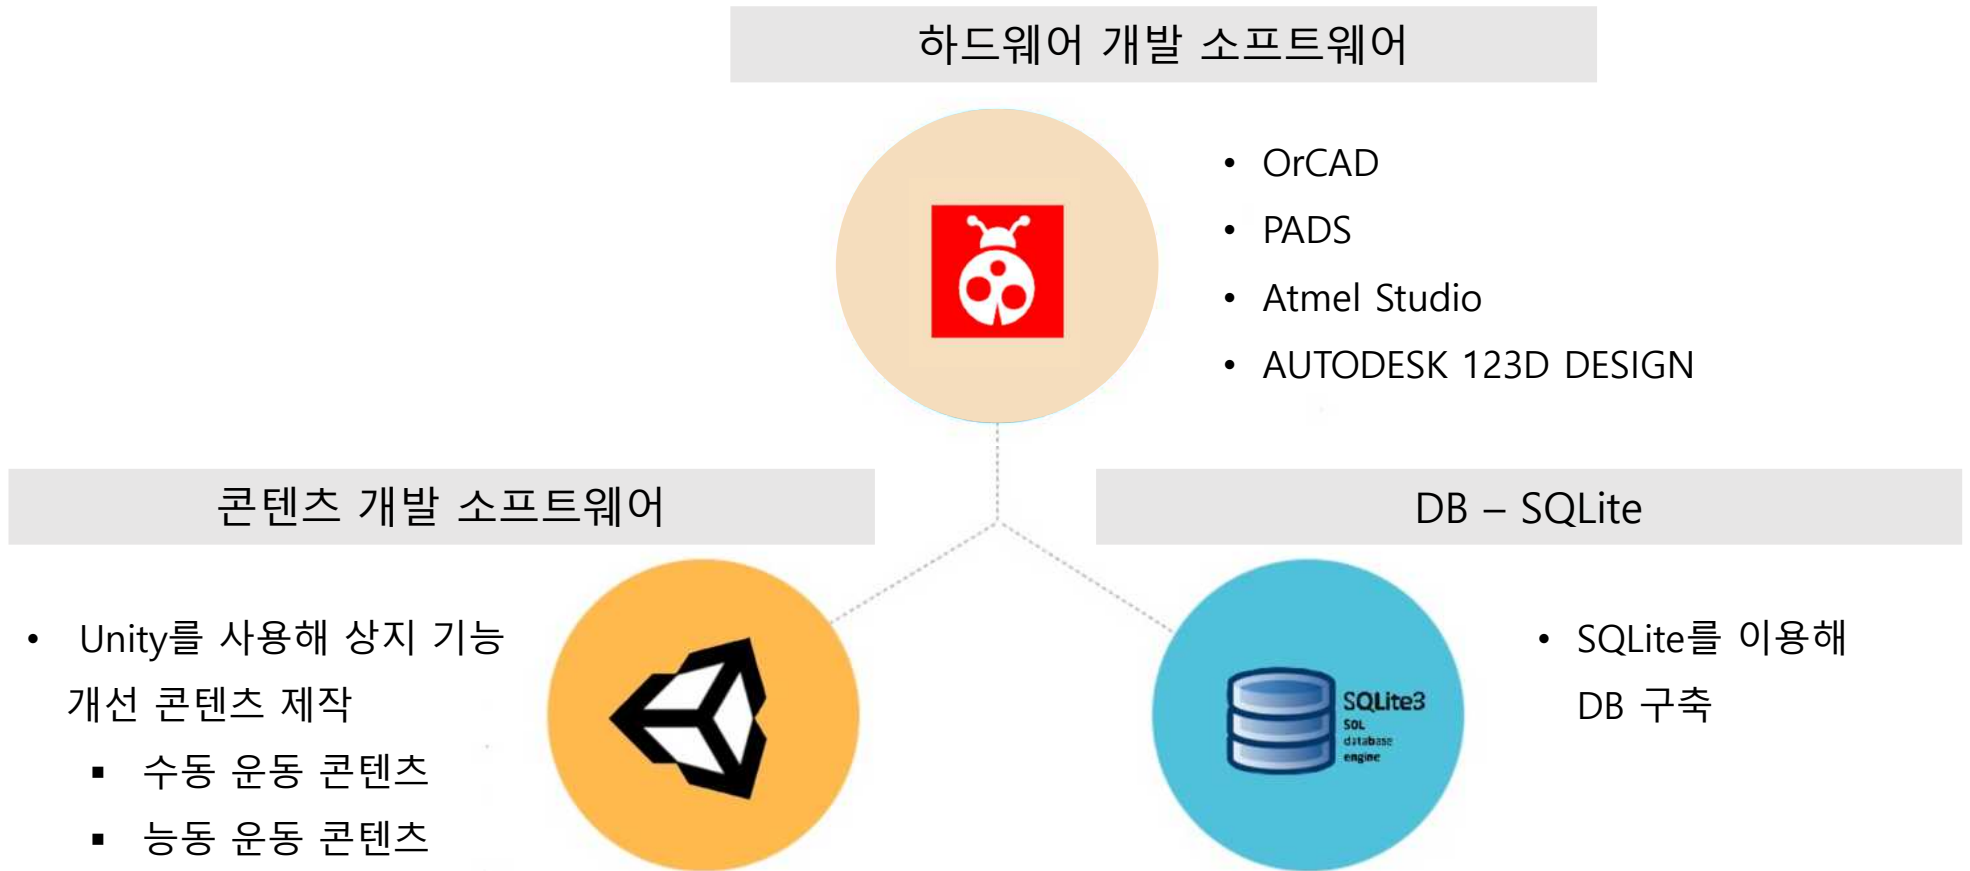 하드웨어 개발 소프트웨어
• OrCAD
• PADS
• Atmel Studio
• AUTODESK 123D DESIGN
콘텐츠 개발 소프트웨어
• Unity를 사용해 상지 기능
개선 콘텐츠 제작
▪ 수동 운동 콘텐츠
▪ 능동 운동 콘텐츠
DB – SQLite
SQLite3
SQL
database
engine
• SQLite를 이용해
DB 구축